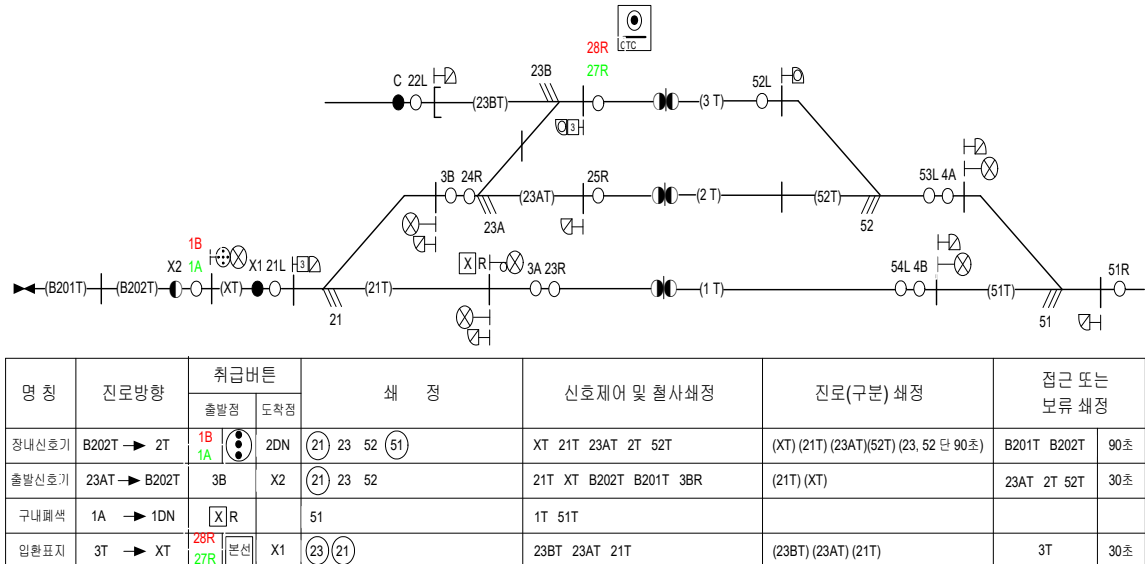 CTC
28R
27R
23B
C 22L
(23BT)
3
(3 T)
52L
3B 24R
(23AT)
23A
25R
(2 T)
(52T)
52
53L 4A
1B
1A
X2
X1 21L
3
(B201T)
(B202T)
(XT)
21
(21T)
X R
3A 23R
(1 T)
54L 4B
(51T)
51
51R
명 칭 진로방향 취급버튼 쇄 정 신호제어 및 철사쇄정 진로(구분) 쇄정 접근 또는 보류 쇄정
출발점 도착점
장내신호기 B202T → 2T 1B 1A 2DN 21 23 52 51 XT 21T 23AT 2T 52T (XT) (21T) (23AT)(52T) (23, 52 단 90초) B201T B202T 90초
출발신호기 23AT → B202T 3B X2 21 23 52 21T XT B202T B201T 3BR (21T) (XT) 23AT 2T 52T 30초
구내폐색 1A → 1DN X R 51 1T 51T
입환표지 3T → XT 28R 27R 본선 X1 23 21 23BT 23AT 21T (23BT) (23AT) (21T) 3T 30초